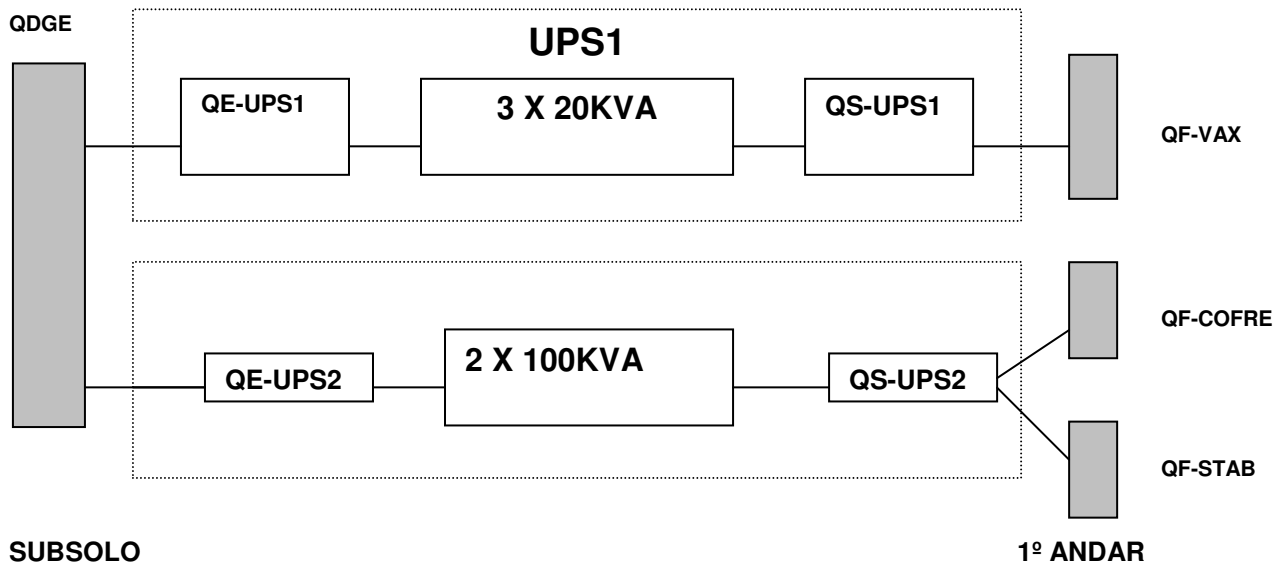 QDGE
UPS1
QE-UPS1
3 X 20KVA
QS-UPS1
QF-VAX
QF-COFRE
QE-UPS2
2 X 100KVA
QS-UPS2
QF-STAB
SUBSOLO
1º ANDAR